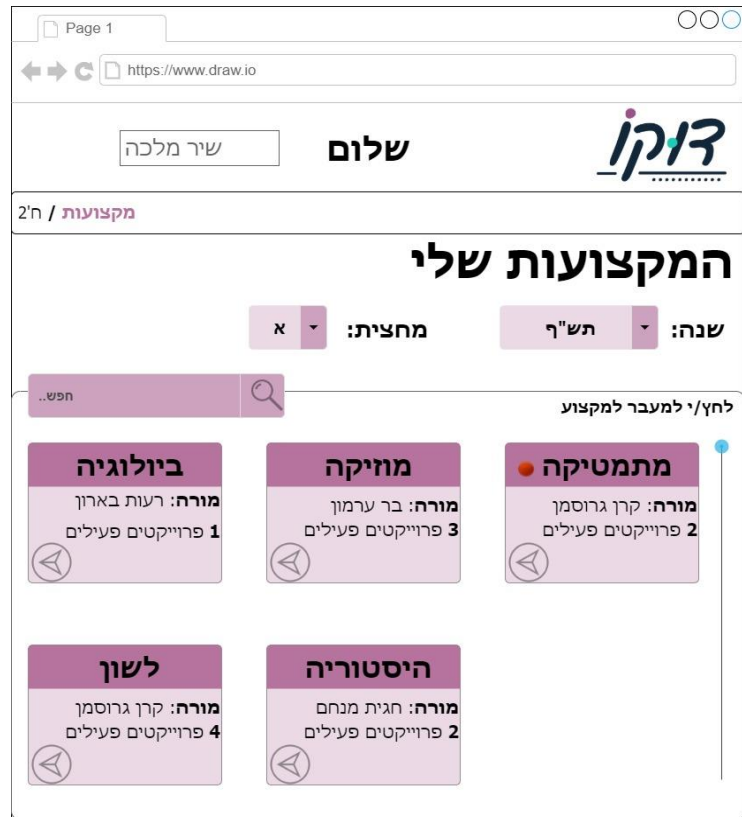 Page 1
https://www.draw.io
דוקו
שלום
שיר מלכה
מקצועות / ח'2
המקצועות שלי
שנה: תש"ף
מחצית: א
חפש..
לחץ/י למעבר למקצוע
מתמטיקה
מורה: קרן גרוסמן
2 פרוייקטים פעילים
מוזיקה
מורה: בר ערמון
3 פרוייקטים פעילים
ביולוגיה
מורה: רעות בארון
1 פרוייקטים פעילים
היסטוריה
מורה: חגית מנחם
2 פרוייקטים פעילים
לשון
מורה: קרן גרוסמן
4 פרוייקטים פעילים